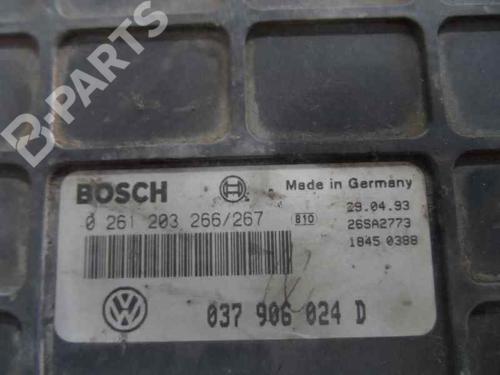 BOSCH
Made in Germany
0 261 203 266/267
B10
29.04.93
26SA2773
1845 0388
037 906 024 D
B-PARTS